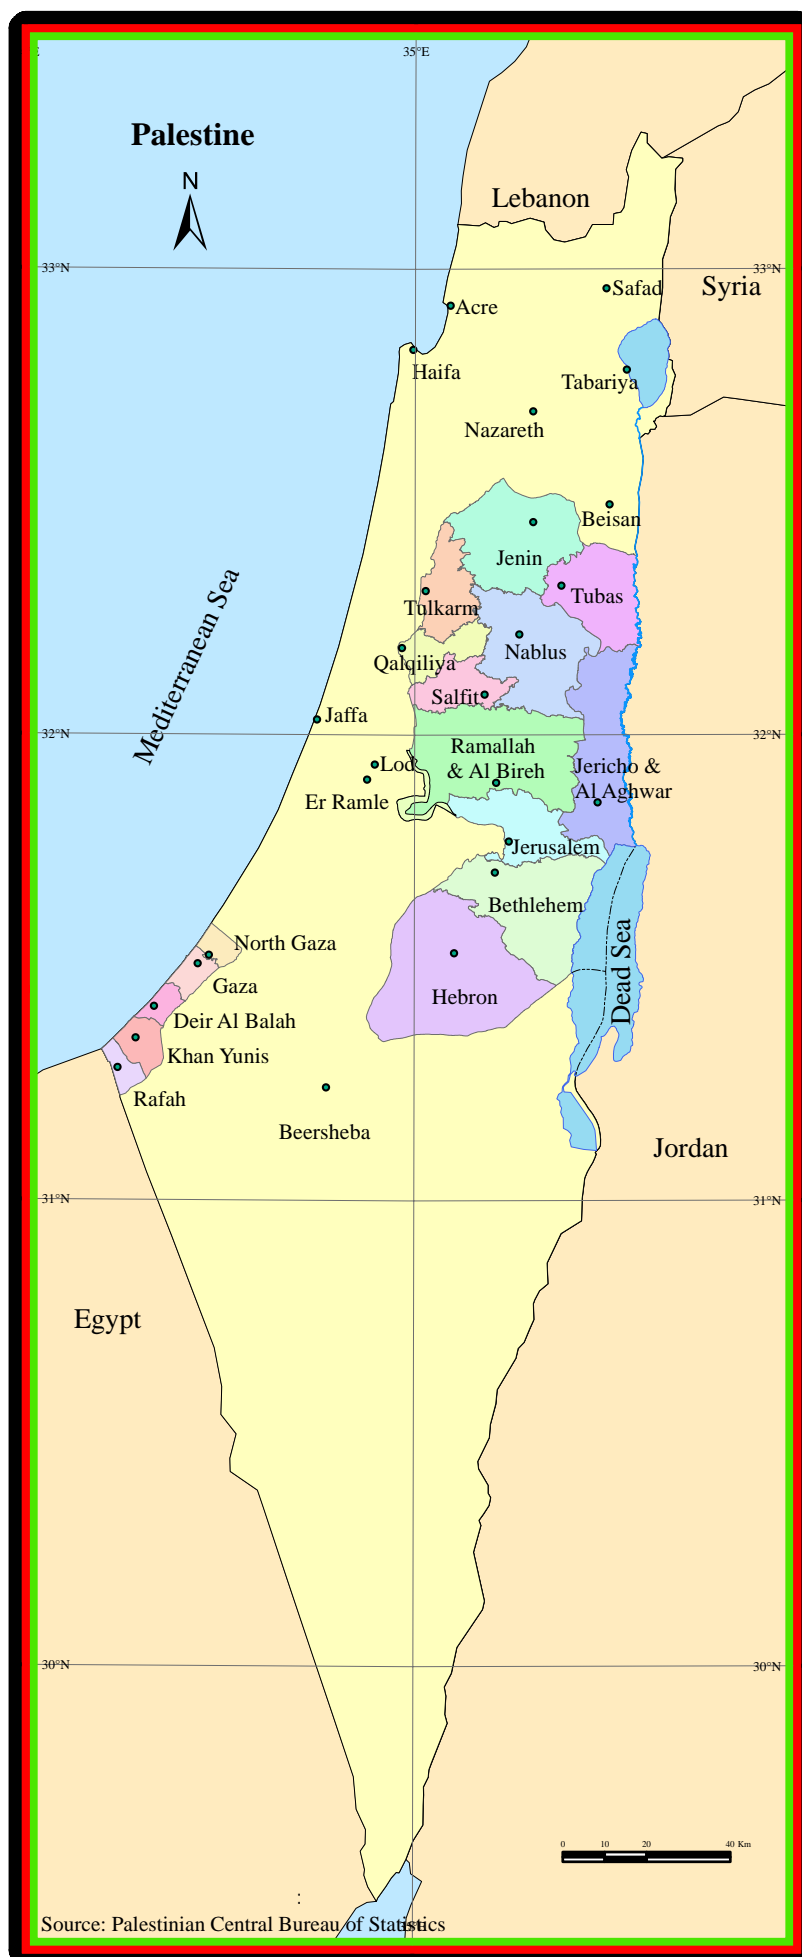 E
35°E
Palestine
N
Lebanon
33°N
33°N
Safad
Syria
Acre
Haifa
Tabariya
Nazareth
Beisan
Jenin
Mediterranean Sea
Tubas
Tulkarm
Nablus
Qalqiliya
Salfit
Jaffa
32°N
32°N
Ramallah
& Al Bireh
Lod
Jericho &
Al Aghwar
Er Ramle
Jerusalem
Bethlehem
North Gaza
Gaza
Dead Sea
Hebron
Deir Al Balah
Khan Yunis
Rafah
Beersheba
Jordan
31°N
31°N
Egypt
30°N
30°N
0 10 20 40 Km
:
Source: Palestinian Central Bureau of Statistics